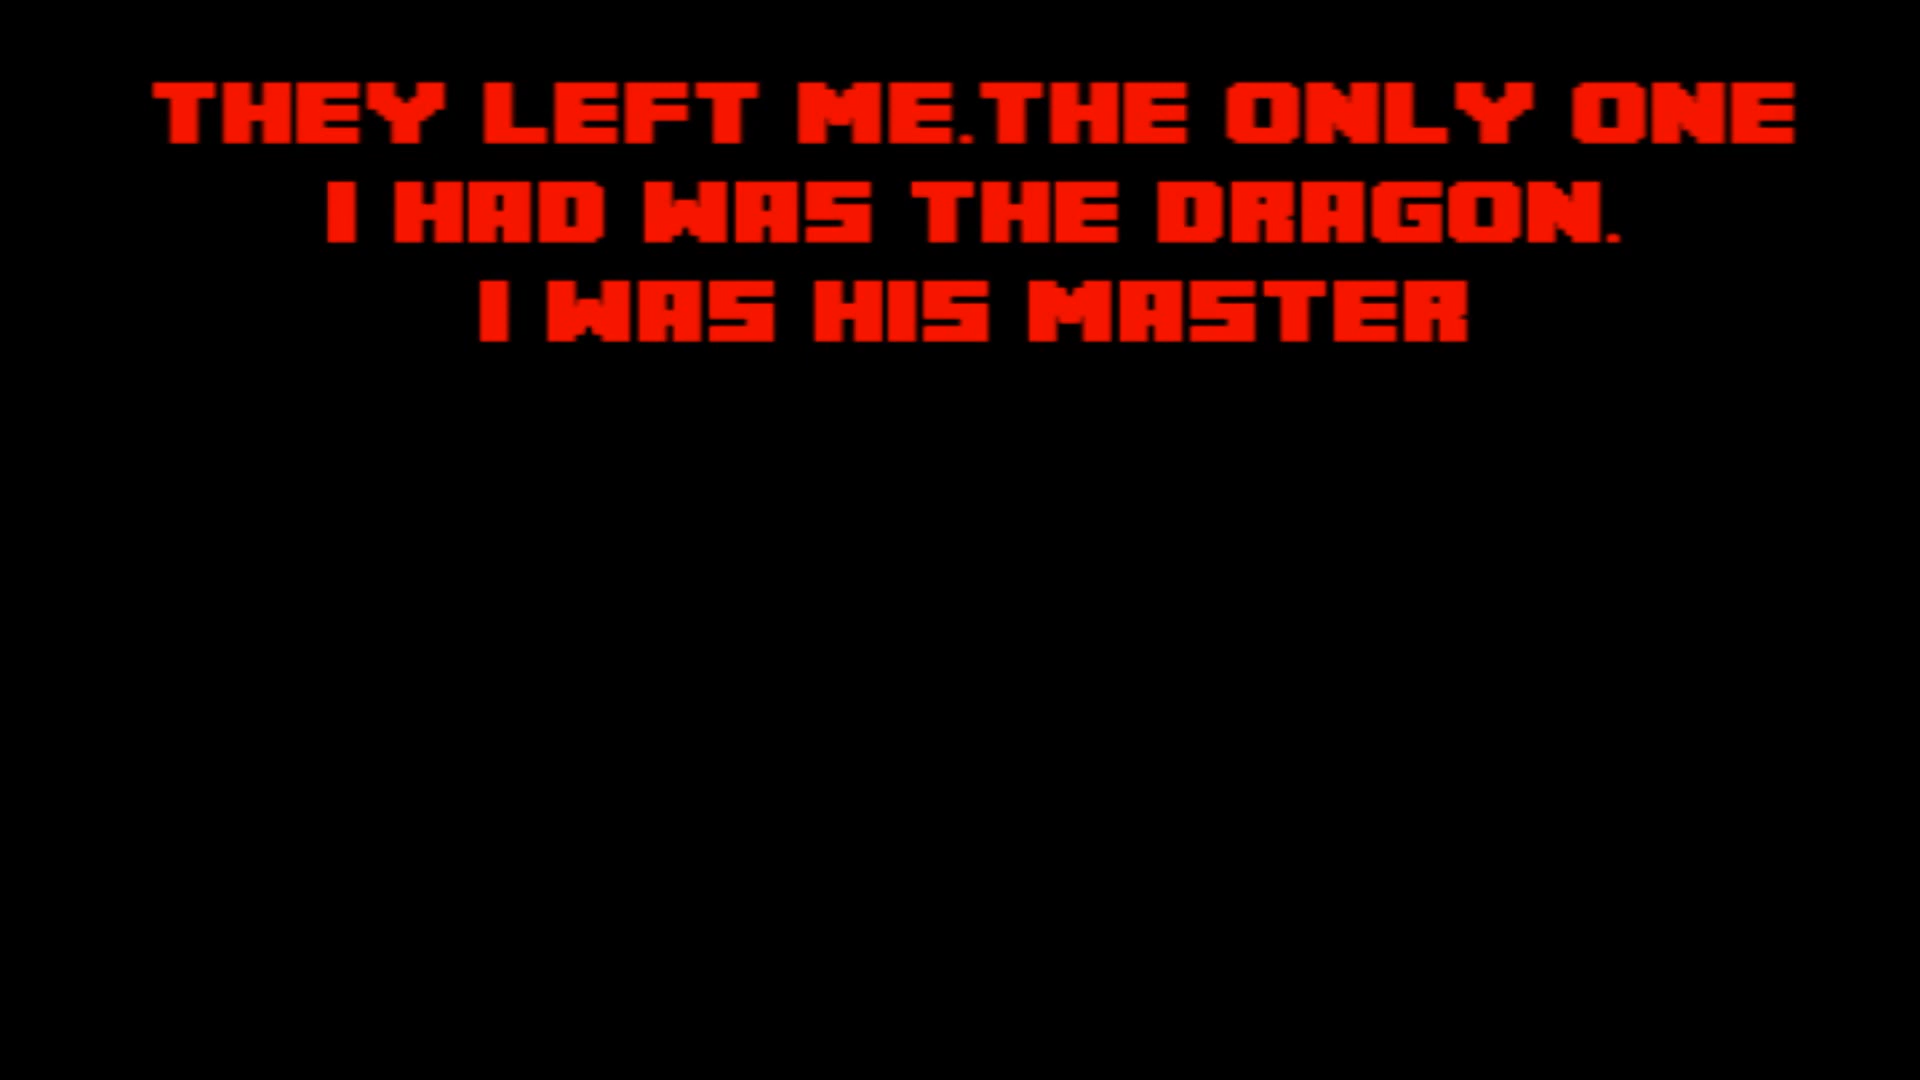 THEY LEFT ME.THE ONLY ONE
I HAD WAS THE DRAGON.
I WAS HIS MASTER